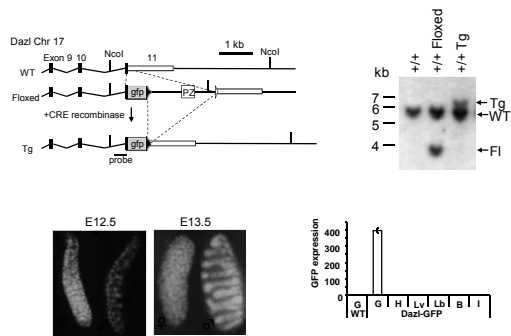 Dazl Chr 17
Exon 9 10 NcoI 11 1 kb NcoI
WT
Floxed gfp PZ
+CRE recombinase
Tg gfp
probe
+/+
+/+ Floxed
+/+ Tg
kb
7
6
5
4
Tg
WT
Fl
E12.5 E13.5
♀ ♂ ♀ ♂
GFP expression
400
300
200
100
0
G G H Lv Lb B I
WT Dazl-GFP